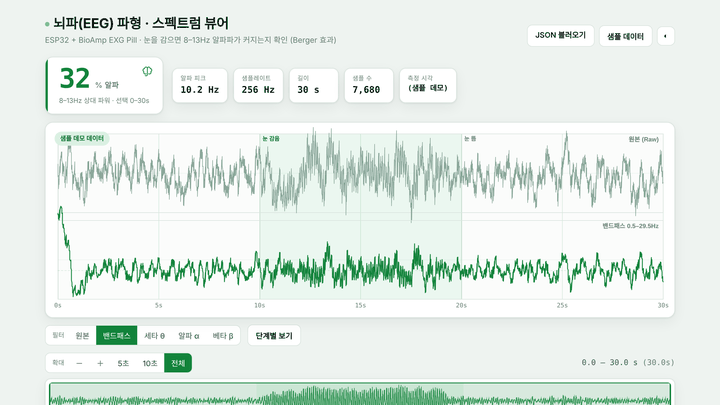 뇌파(EEG) 파형 · 스펙트럼 뷰어
ESP32 + BioAmp EXG Pill · 눈을 감으면 8–13Hz 알파파가 커지는지 확인 (Berger 효과)
JSON 불러오기
샘플 데이터
32 % 알파
8–13Hz 상대 파워 · 선택 0–30s
알파 피크
10.2 Hz
샘플레이트
256 Hz
길이
30 s
샘플 수
7,680
측정 시각
(샘플 데모)
샘플 데모 데이터
눈 감음
눈 뜸
원본 (Raw)
밴드패스 0.5–29.5Hz
0s 5s 10s 15s 20s 25s 30s
필터 원본 밴드패스 세타 θ 알파 α 베타 β 단계별 보기
확대 − + 5초 10초 전체
0.0 – 30.0 s (30.0s)